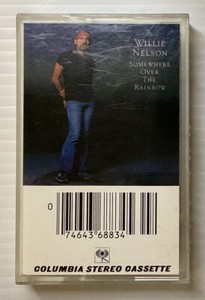 WILLIE
NELSON
SOMEWHERE
OVER
THE
RAINBOW
0
74643 68834
COLUMBIA STEREO CASSETTE